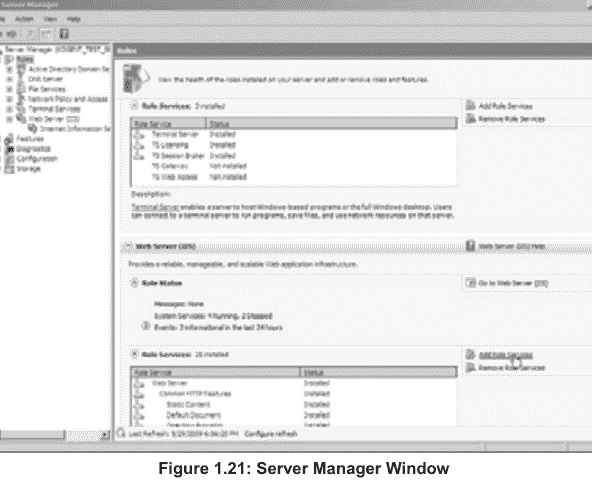 Server Manager
Action View Help
Server Manager (KOGENT_TEST_S
Roles
Active Directory Domain Se
DNS Server
File Services
Network Policy and Access
Terminal Services
Web Server (IIS)
Internet Information Se
Features
Diagnostics
Configuration
Storage
Roles
View the health of the roles installed on your server and add or remove roles and features.
Role Services: 3 installed
Add Role Services
Remove Role Services
Role Service Status
Terminal Server Installed
TS Licensing Installed
TS Session Broker Installed
TS Gateway Not installed
TS Web Access Not installed
Description:
Terminal Server enables a server to host Windows-based programs or the full Windows desktop. Users
can connect to a terminal server to run programs, save files, and use network resources on that server.
Web Server (IIS)
Web Server (IIS) Help
Provides a reliable, manageable, and scalable Web application infrastructure.
Role Status
Go to Web Server (IIS)
Messages: None
System Services: 4 Running, 2 Stopped
Events: 3 informational in the last 24 hours
Role Services: 25 installed
Add Role Services
Remove Role Services
Role Service Status
Web Server Installed
Common HTTP Features Installed
Static Content Installed
Default Document Installed
Directory Browsing Installed
Last Refresh: 5/29/2009 6:56:20 PM Configure refresh
Figure 1.21: Server Manager Window